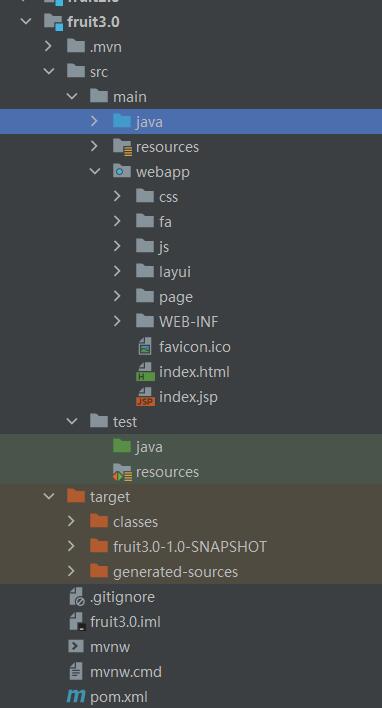 fruit3.0
.mvn
src
main
java
resources
webapp
css
fa
js
layui
page
WEB-INF
favicon.ico
index.html
index.jsp
test
java
resources
target
classes
fruit3.0-1.0-SNAPSHOT
generated-sources
.gitignore
fruit3.0.iml
mvnw
mvnw.cmd
pom.xml